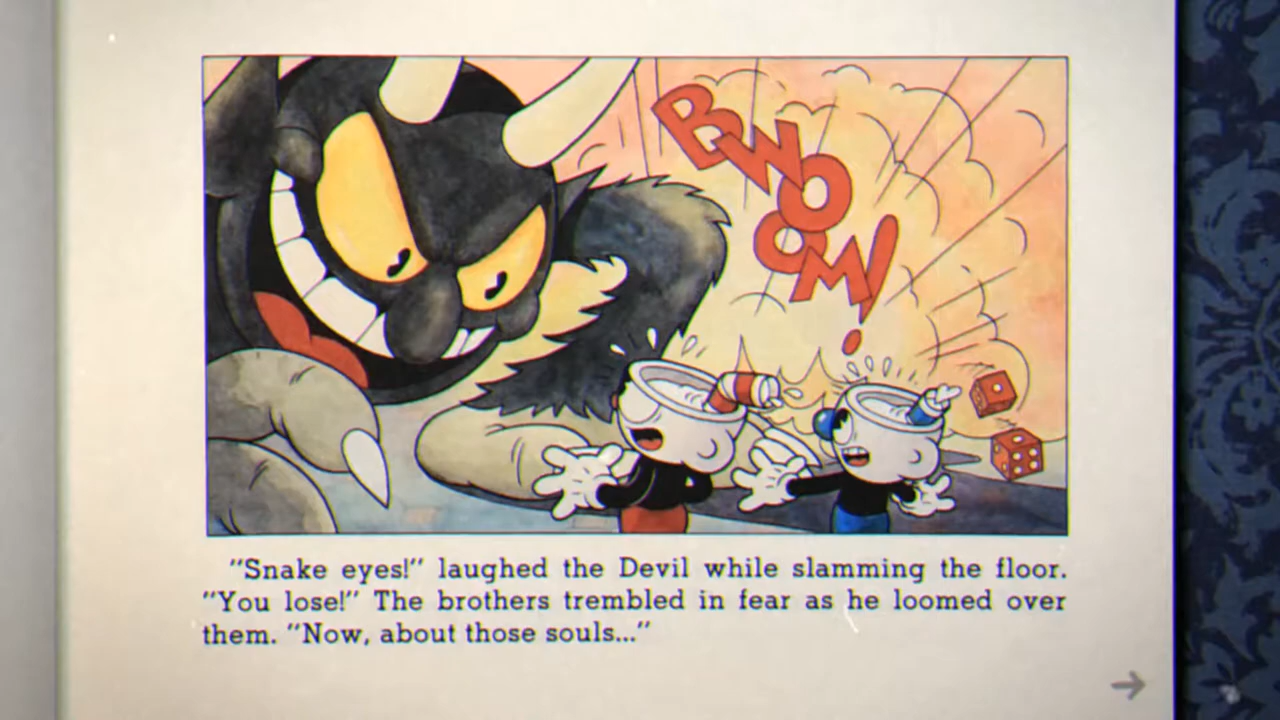 BWOOM!
"Snake eyes!" laughed the Devil while slamming the floor.
"You lose!" The brothers trembled in fear as he loomed over
them. "Now, about those souls..."